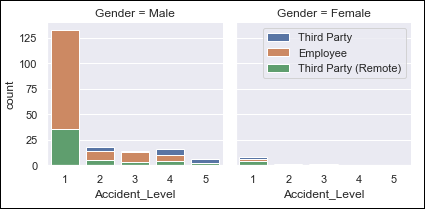 Gender = Male
Gender = Female
125
100
75
50
25
0
count
Third Party
Employee
Third Party (Remote)
1 2 3 4 5
1 2 3 4 5
Accident_Level
Accident_Level